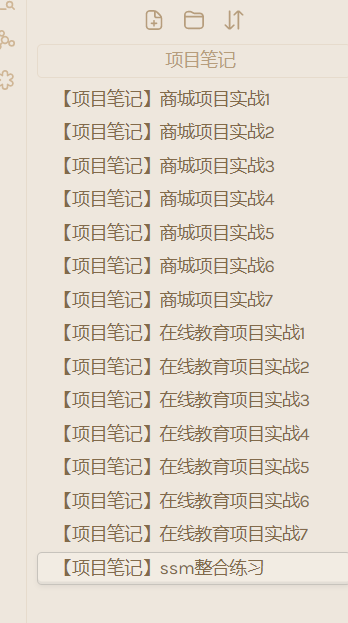 项目笔记
【项目笔记】商城项目实战1
【项目笔记】商城项目实战2
【项目笔记】商城项目实战3
【项目笔记】商城项目实战4
【项目笔记】商城项目实战5
【项目笔记】商城项目实战6
【项目笔记】商城项目实战7
【项目笔记】在线教育项目实战1
【项目笔记】在线教育项目实战2
【项目笔记】在线教育项目实战3
【项目笔记】在线教育项目实战4
【项目笔记】在线教育项目实战5
【项目笔记】在线教育项目实战6
【项目笔记】在线教育项目实战7
【项目笔记】ssm整合练习